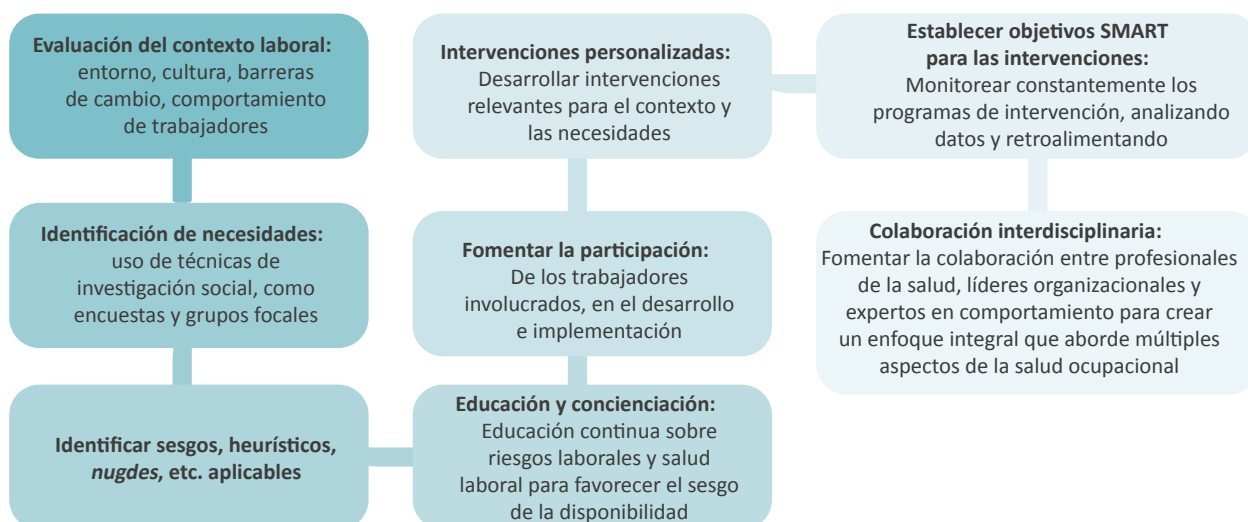 Evaluación del contexto laboral:
entorno, cultura, barreras
de cambio, comportamiento
de trabajadores
Identificación de necesidades:
uso de técnicas de
investigación social, como
encuestas y grupos focales
Identificar sesgos, heurísticos,
nugdes, etc. aplicables
Educación y concienciación:
Educación continua sobre
riesgos laborales y salud
laboral para favorecer el sesgo
de la disponibilidad
Fomentar la participación:
De los trabajadores
involucrados, en el desarrollo
e implementación
Intervenciones personalizadas:
Desarrollar intervenciones
relevantes para el contexto y
las necesidades
Establecer objetivos SMART
para las intervenciones:
Monitorear constantemente los
programas de intervención, analizando
datos y retroalimentando
Colaboración interdisciplinaria:
Fomentar la colaboración entre profesionales
de la salud, líderes organizacionales y
expertos en comportamiento para crear
un enfoque integral que aborde múltiples
aspectos de la salud ocupacional